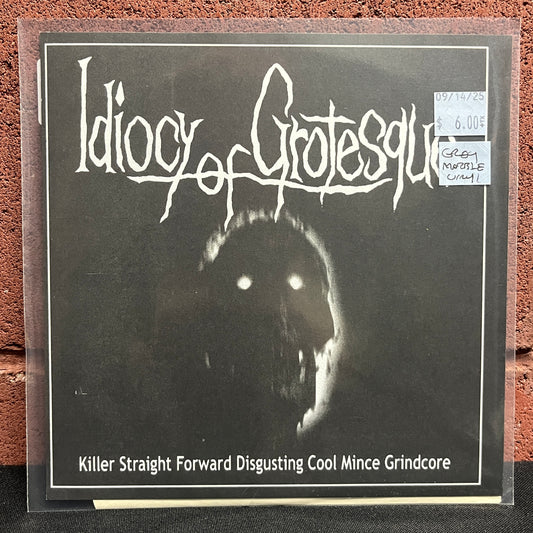 Idiocy of Grotesque
09/14/25
$ 6.00
GREY
MARBLE
VINYL
Killer Straight Forward Disgusting Cool Mince Grindcore